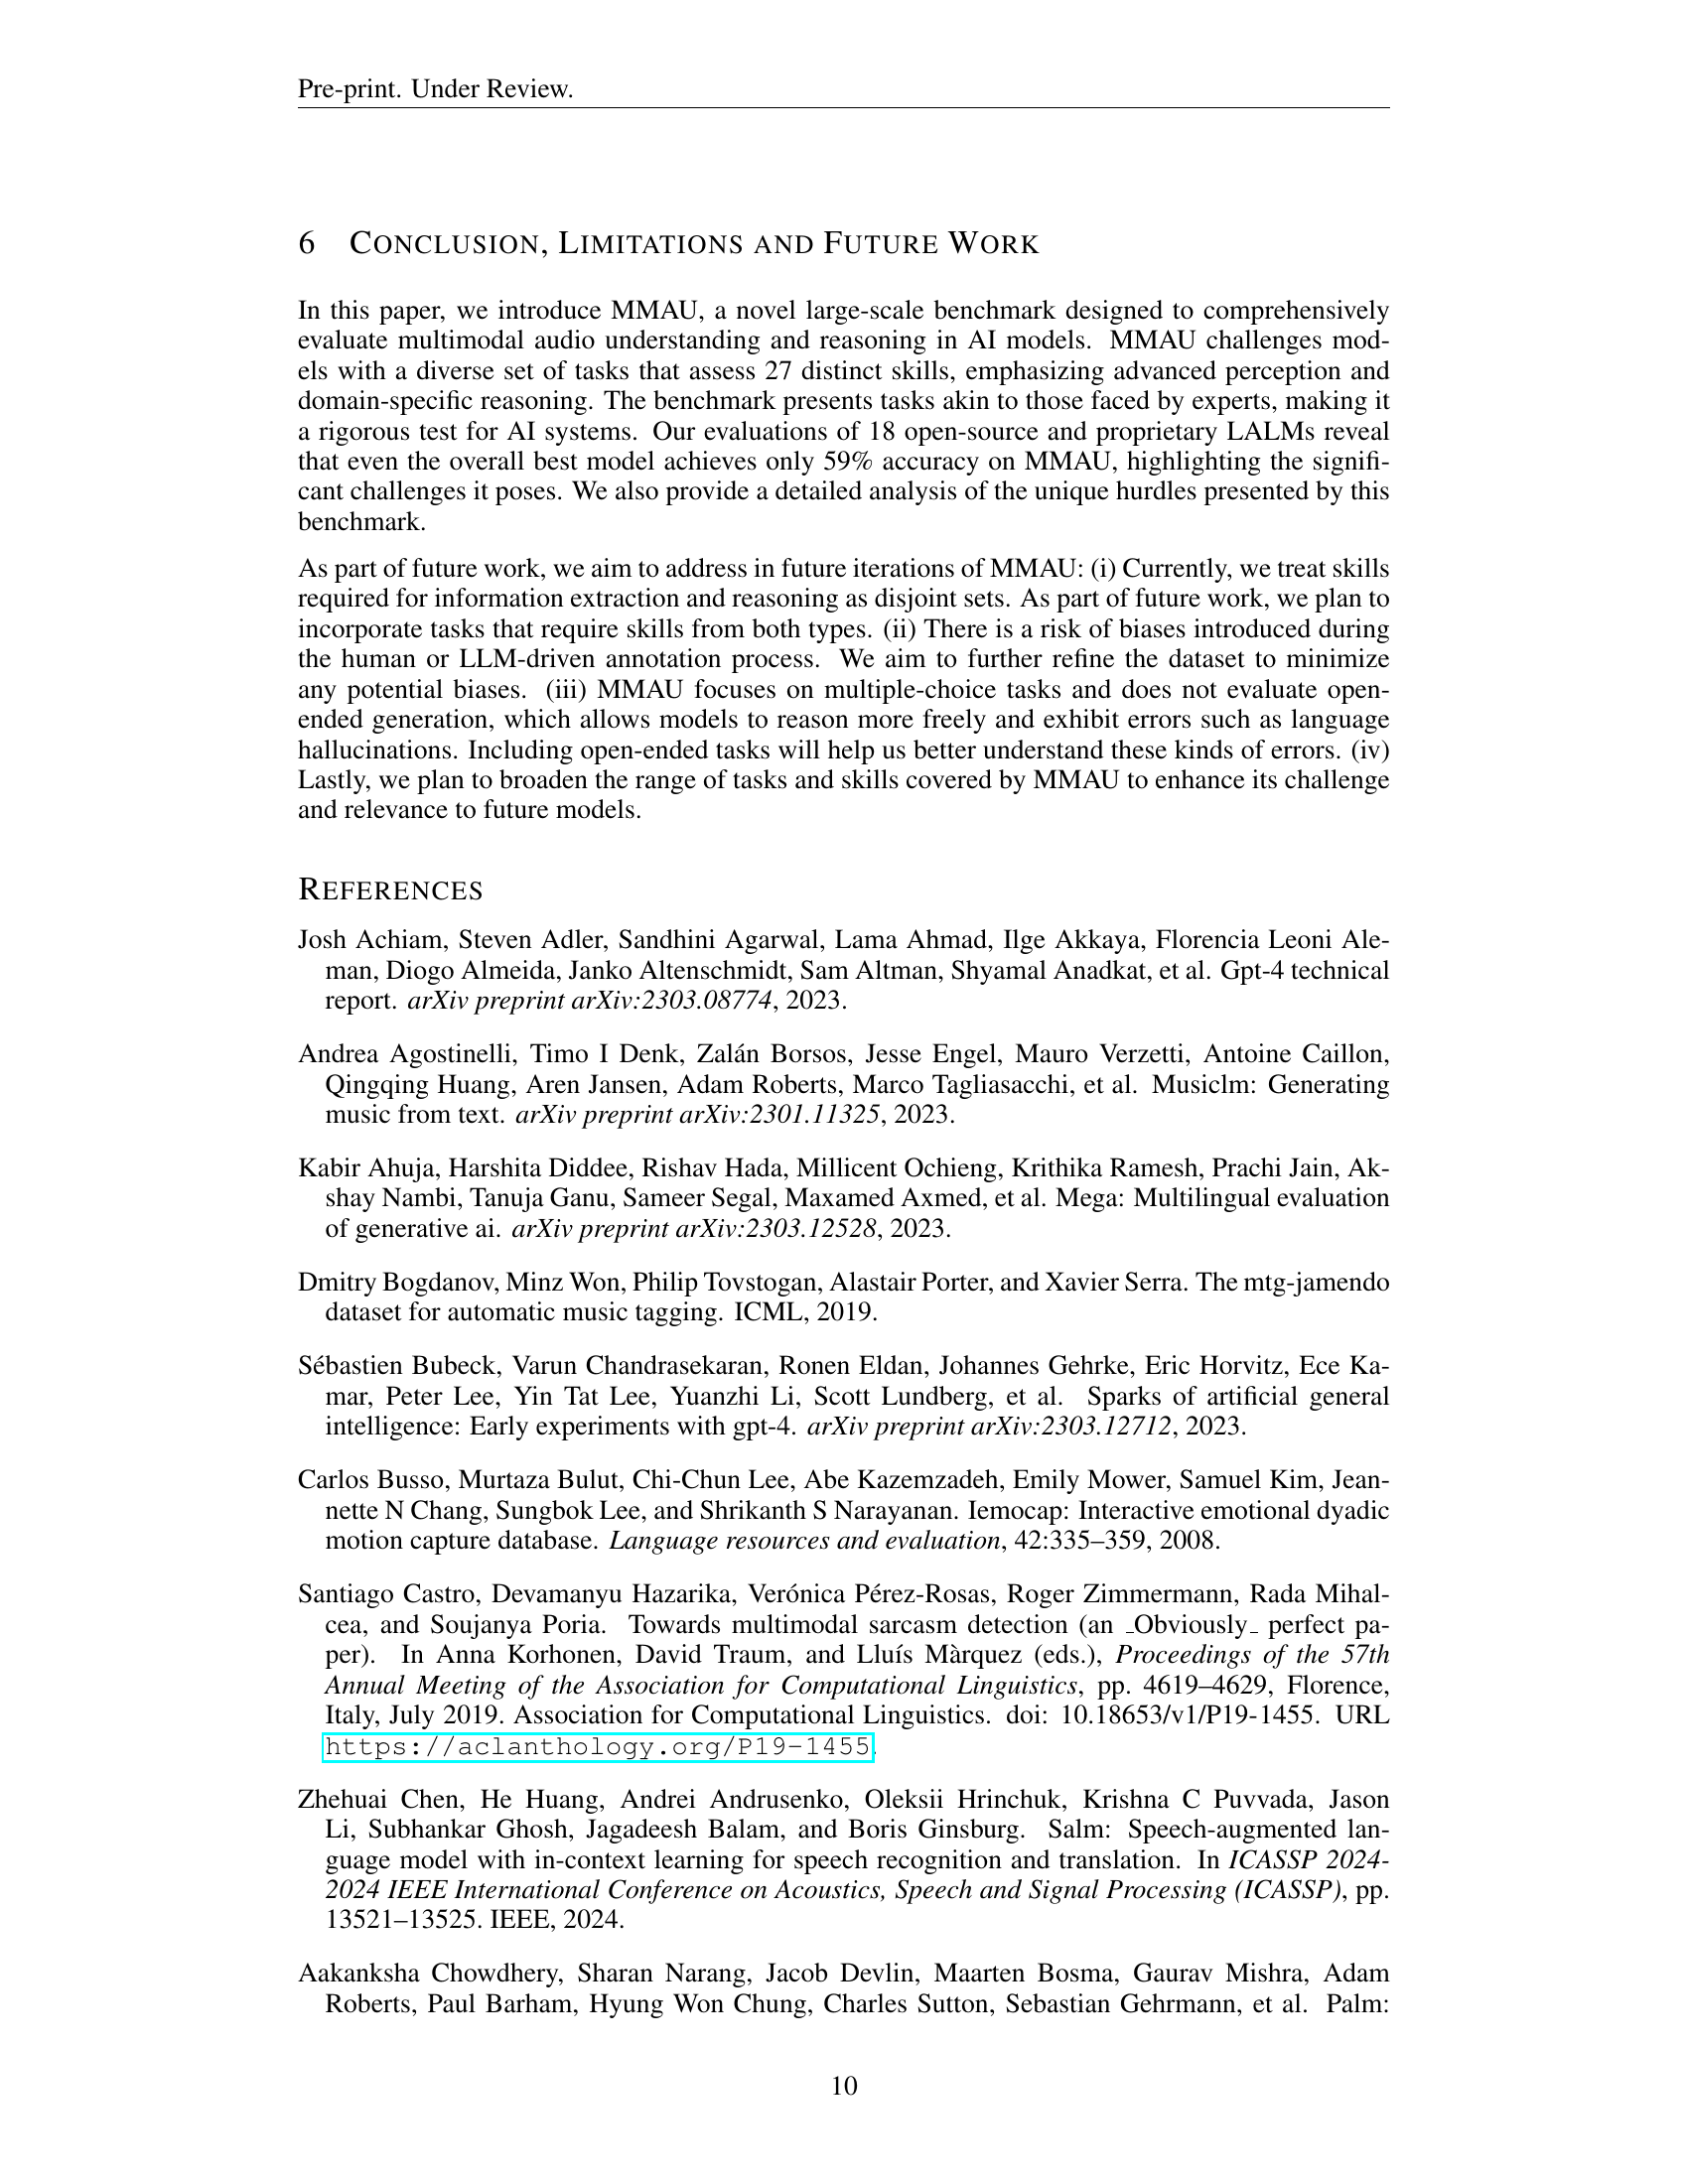 Pre-print. Under Review.
6 CONCLUSION, LIMITATIONS AND FUTURE WORK
In this paper, we introduce MMAU, a novel large-scale benchmark designed to comprehensively
evaluate multimodal audio understanding and reasoning in AI models. MMAU challenges mod-
els with a diverse set of tasks that assess 27 distinct skills, emphasizing advanced perception and
domain-specific reasoning. The benchmark presents tasks akin to those faced by experts, making it
a rigorous test for AI systems. Our evaluations of 18 open-source and proprietary LALMs reveal
that even the overall best model achieves only 59% accuracy on MMAU, highlighting the signifi-
cant challenges it poses. We also provide a detailed analysis of the unique hurdles presented by this
benchmark.
As part of future work, we aim to address in future iterations of MMAU: (i) Currently, we treat skills
required for information extraction and reasoning as disjoint sets. As part of future work, we plan to
incorporate tasks that require skills from both types. (ii) There is a risk of biases introduced during
the human or LLM-driven annotation process. We aim to further refine the dataset to minimize
any potential biases. (iii) MMAU focuses on multiple-choice tasks and does not evaluate open-
ended generation, which allows models to reason more freely and exhibit errors such as language
hallucinations. Including open-ended tasks will help us better understand these kinds of errors. (iv)
Lastly, we plan to broaden the range of tasks and skills covered by MMAU to enhance its challenge
and relevance to future models.
REFERENCES
Josh Achiam, Steven Adler, Sandhini Agarwal, Lama Ahmad, Ilge Akkaya, Florencia Leoni Ale-
man, Diogo Almeida, Janko Altenschmidt, Sam Altman, Shyamal Anadkat, et al. Gpt-4 technical
report. arXiv preprint arXiv:2303.08774, 2023.
Andrea Agostinelli, Timo I Denk, Zalán Borsos, Jesse Engel, Mauro Verzetti, Antoine Caillon,
Qingqing Huang, Aren Jansen, Adam Roberts, Marco Tagliasacchi, et al. Musiclm: Generating
music from text. arXiv preprint arXiv:2301.11325, 2023.
Kabir Ahuja, Harshita Diddee, Rishav Hada, Millicent Ochieng, Krithika Ramesh, Prachi Jain, Ak-
shay Nambi, Tanuja Ganu, Sameer Segal, Maxamed Axmed, et al. Mega: Multilingual evaluation
of generative ai. arXiv preprint arXiv:2303.12528, 2023.
Dmitry Bogdanov, Minz Won, Philip Tovstogan, Alastair Porter, and Xavier Serra. The mtg-jamendo
dataset for automatic music tagging. ICML, 2019.
Sébastien Bubeck, Varun Chandrasekaran, Ronen Eldan, Johannes Gehrke, Eric Horvitz, Ece Ka-
mar, Peter Lee, Yin Tat Lee, Yuanzhi Li, Scott Lundberg, et al. Sparks of artificial general
intelligence: Early experiments with gpt-4. arXiv preprint arXiv:2303.12712, 2023.
Carlos Busso, Murtaza Bulut, Chi-Chun Lee, Abe Kazemzadeh, Emily Mower, Samuel Kim, Jean-
nette N Chang, Sungbok Lee, and Shrikanth S Narayanan. Iemocap: Interactive emotional dyadic
motion capture database. Language resources and evaluation, 42:335–359, 2008.
Santiago Castro, Devamanyu Hazarika, Verónica Pérez-Rosas, Roger Zimmermann, Rada Mihal-
cea, and Soujanya Poria. Towards multimodal sarcasm detection (an _Obviously_ perfect pa-
per). In Anna Korhonen, David Traum, and Lluís Màrquez (eds.), Proceedings of the 57th
Annual Meeting of the Association for Computational Linguistics, pp. 4619–4629, Florence,
Italy, July 2019. Association for Computational Linguistics. doi: 10.18653/v1/P19-1455. URL
https://aclanthology.org/P19-1455.
Zhehuai Chen, He Huang, Andrei Andrusenko, Oleksii Hrinchuk, Krishna C Puvvada, Jason
Li, Subhankar Ghosh, Jagadeesh Balam, and Boris Ginsburg. Salm: Speech-augmented lan-
guage model with in-context learning for speech recognition and translation. In ICASSP 2024-
2024 IEEE International Conference on Acoustics, Speech and Signal Processing (ICASSP), pp.
13521–13525. IEEE, 2024.
Aakanksha Chowdhery, Sharan Narang, Jacob Devlin, Maarten Bosma, Gaurav Mishra, Adam
Roberts, Paul Barham, Hyung Won Chung, Charles Sutton, Sebastian Gehrmann, et al. Palm:
10